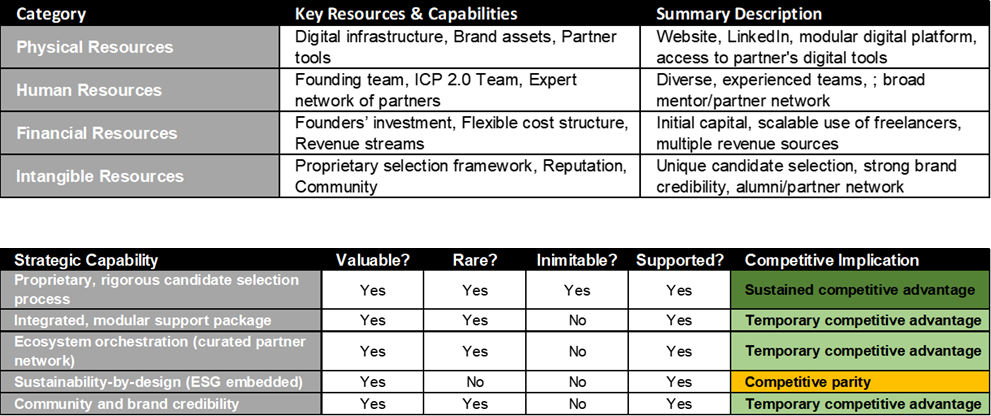 Category Key Resources & Capabilities Summary Description
Physical Resources Digital infrastructure, Brand assets, Partner Website, LinkedIn, modular digital platform,
tools access to partner's digital tools
Human Resources Founding team, ICP 2.0 Team, Expert Diverse, experienced teams, ; broad
network of partners mentor/partner network
Financial Resources Founders’ investment, Flexible cost structure, Initial capital, scalable use of freelancers,
Revenue streams multiple revenue sources
Intangible Resources Proprietary selection framework, Reputation, Unique candidate selection, strong brand
Community credibility, alumni/partner network
Strategic Capability Valuable? Rare? Inimitable? Supported? Competitive Implication
Proprietary, rigorous candidate selection
process Yes Yes Yes Yes Sustained competitive advantage
Integrated, modular support package Yes Yes No Yes Temporary competitive advantage
Ecosystem orchestration (curated partner
network) Yes Yes No Yes Temporary competitive advantage
Sustainability-by-design (ESG embedded) Yes No No Yes Competitive parity
Community and brand credibility Yes Yes No Yes Temporary competitive advantage